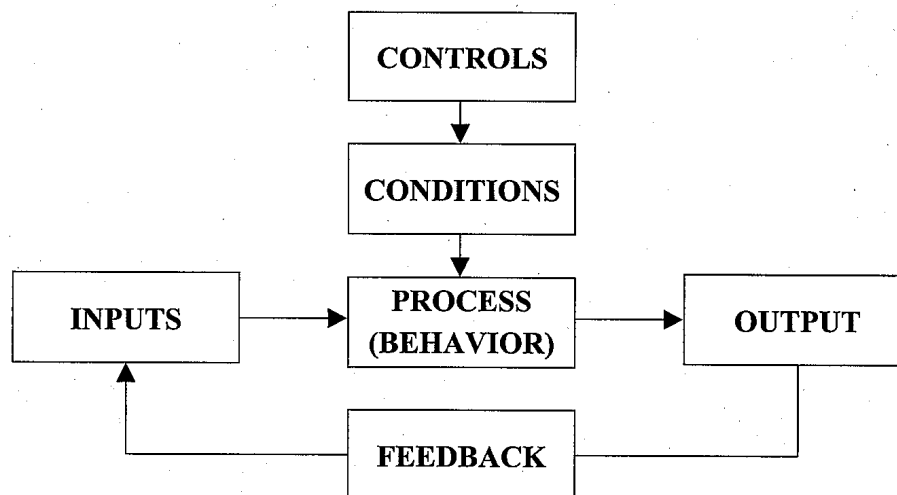 CONTROLS
CONDITIONS
INPUTS
PROCESS
(BEHAVIOR)
OUTPUT
FEEDBACK